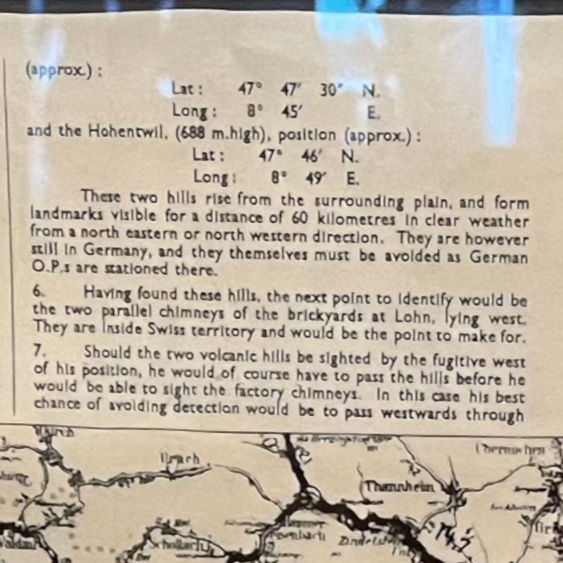 (approx.) :
Lat : 47° 47′ 30″ N.
Long : 8° 45′ E.
and the Hohentwil, (688 m.high), position (approx.) :
Lat : 47° 46′ N.
Long : 8° 49′ E.
These two hills rise from the surrounding plain, and form
landmarks visible for a distance of 60 kilometres in clear weather
from a north eastern or north western direction. They are however
still in Germany, and they themselves must be avoided as German
O.P.s are stationed there.
6. Having found these hills, the next point to identify would be
the two parallel chimneys of the brickyards at Lohn, lying west.
They are inside Swiss territory and would be the point to make for.
7. Should the two volcanic hills be sighted by the fugitive west
of his position, he would of course have to pass the hills before he
would be able to sight the factory chimneys. In this case his best
chance of avoiding detection would be to pass westwards through
Urach
Thannheim
Schollach